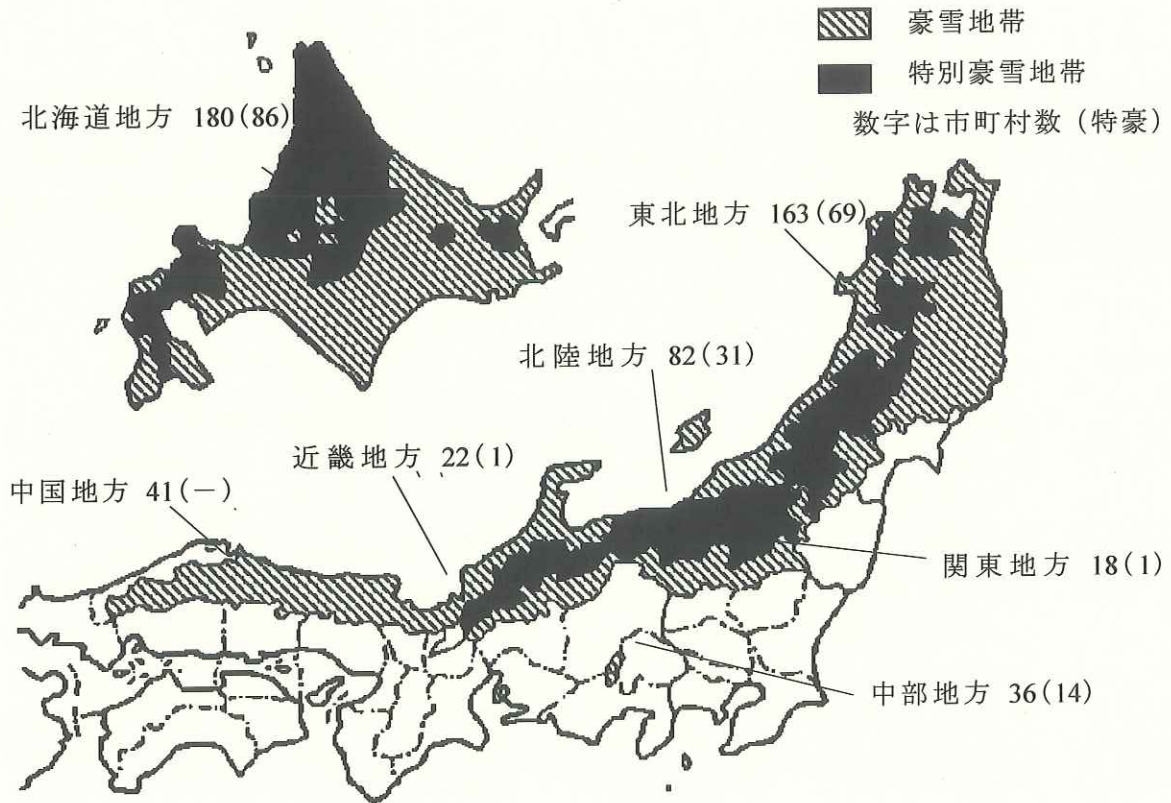 豪雪地帯
特別豪雪地帯
数字は市町村数（特豪）
北海道地方 180(86)
東北地方 163(69)
北陸地方 82(31)
近畿地方 22(1)
中国地方 41(－)
関東地方 18(1)
中部地方 36(14)